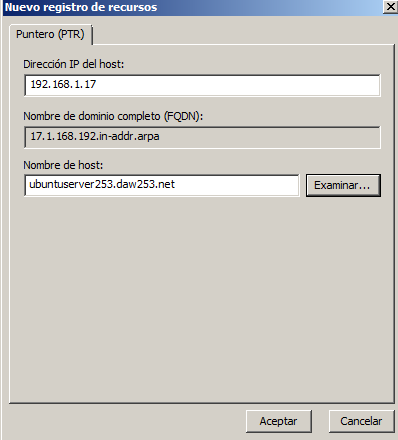 Nuevo registro de recursos
Puntero (PTR)
Dirección IP del host:
192.168.1.17
Nombre de dominio completo (FQDN):
17.1.168.192.in-addr.arpa
Nombre de host:
ubuntuserver253.daw253.net
Examinar...
Aceptar
Cancelar